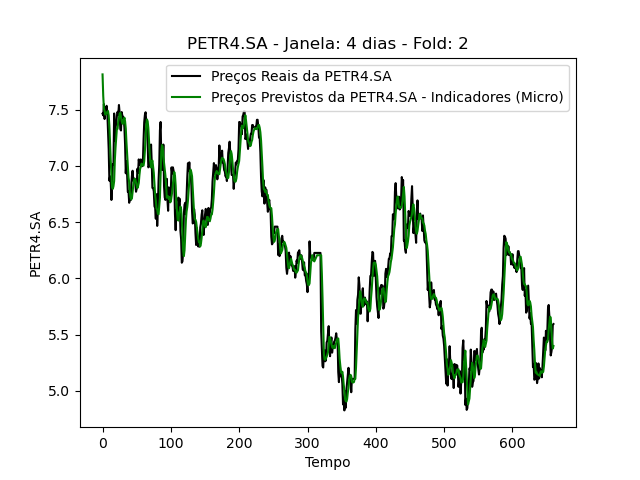 PETR4.SA - Janela: 4 dias - Fold: 2
Preços Reais da PETR4.SA
Preços Previstos da PETR4.SA - Indicadores (Micro)
7.5
7.0
6.5
6.0
5.5
5.0
PETR4.SA
0 100 200 300 400 500 600
Tempo